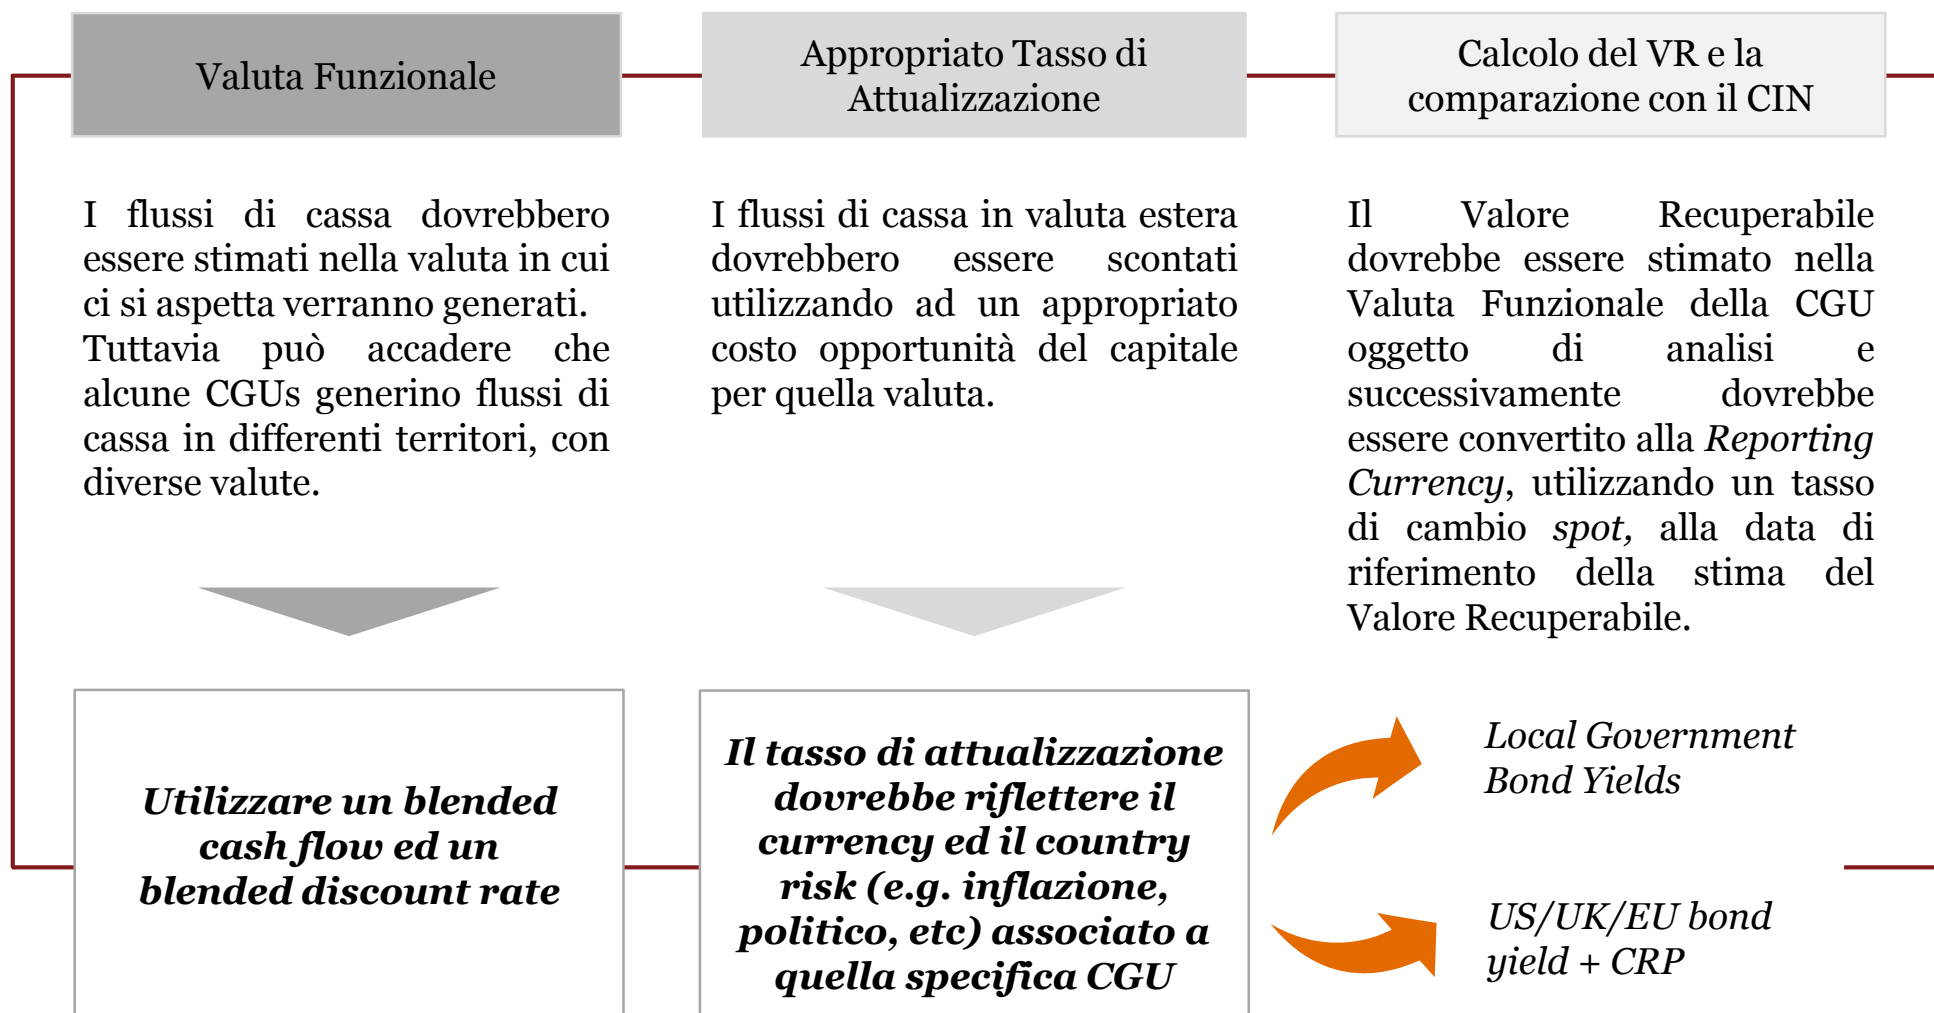 Valuta Funzionale
Appropriato Tasso di
Attualizzazione
Calcolo del VR e la
comparazione con il CIN
I flussi di cassa dovrebbero
essere stimati nella valuta in cui
ci si aspetta verranno generati.
Tuttavia può accadere che
alcune CGUs generino flussi di
cassa in differenti territori, con
diverse valute.
I flussi di cassa in valuta estera
dovrebbero essere scontati
utilizzando ad un appropriato
costo opportunità del capitale
per quella valuta.
Il Valore Recuperabile
dovrebbe essere stimato nella
Valuta Funzionale della CGU
oggetto di analisi e
successivamente dovrebbe
essere convertito alla Reporting
Currency, utilizzando un tasso
di cambio spot, alla data di
riferimento della stima del
Valore Recuperabile.
Utilizzare un blended
cash flow ed un
blended discount rate
Il tasso di attualizzazione
dovrebbe riflettere il
currency ed il country
risk (e.g. inflazione,
politico, etc) associato a
quella specifica CGU
Local Government
Bond Yields
US/UK/EU bond
yield + CRP